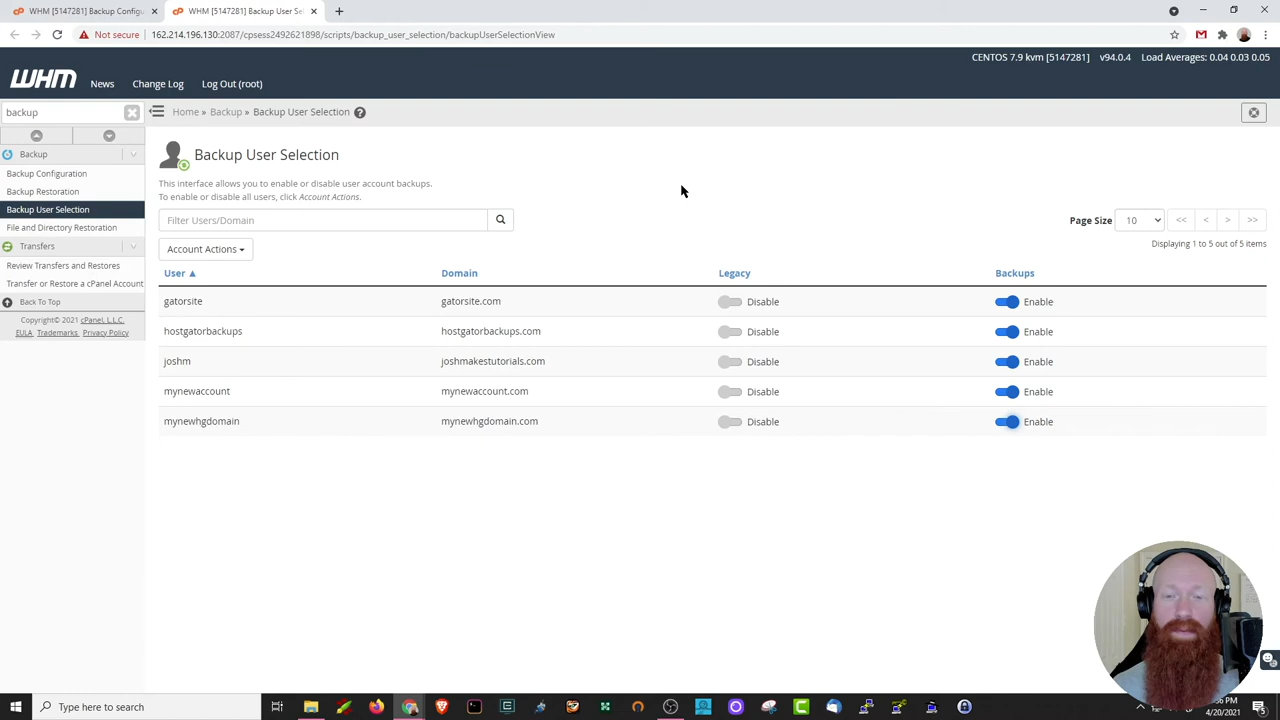 WHM [5147281] Backup Configu
WHM [5147281] Backup User Se
Not secure
162.214.196.130:2087/cpsess2492621898/scripts/backup_user_selection/backupUserSelectionView
CENTOS 7.9 kvm [5147281] v94.0.4 Load Averages: 0.04 0.03 0.05
WHM
News
Change Log
Log Out (root)
backup
Home » Backup » Backup User Selection
Backup
Backup Configuration
Backup Restoration
Backup User Selection
File and Directory Restoration
Transfers
Review Transfers and Restores
Transfer or Restore a cPanel Account
Back To Top
Copyright© 2021 cPanel, L.L.C.
EULA Trademarks Privacy Policy
Backup User Selection
This interface allows you to enable or disable user account backups.
To enable or disable all users, click Account Actions.
Filter Users/Domain
Page Size 10 << < > >>
Displaying 1 to 5 out of 5 items
Account Actions
User Domain Legacy Backups
gatorsite gatorsite.com Disable Enable
hostgatorbackups hostgatorbackups.com Disable Enable
joshm joshmakestutorials.com Disable Enable
mynewaccount mynewaccount.com Disable Enable
mynewhgdomain mynewhgdomain.com Disable Enable
Type here to search
PM
4/20/2021